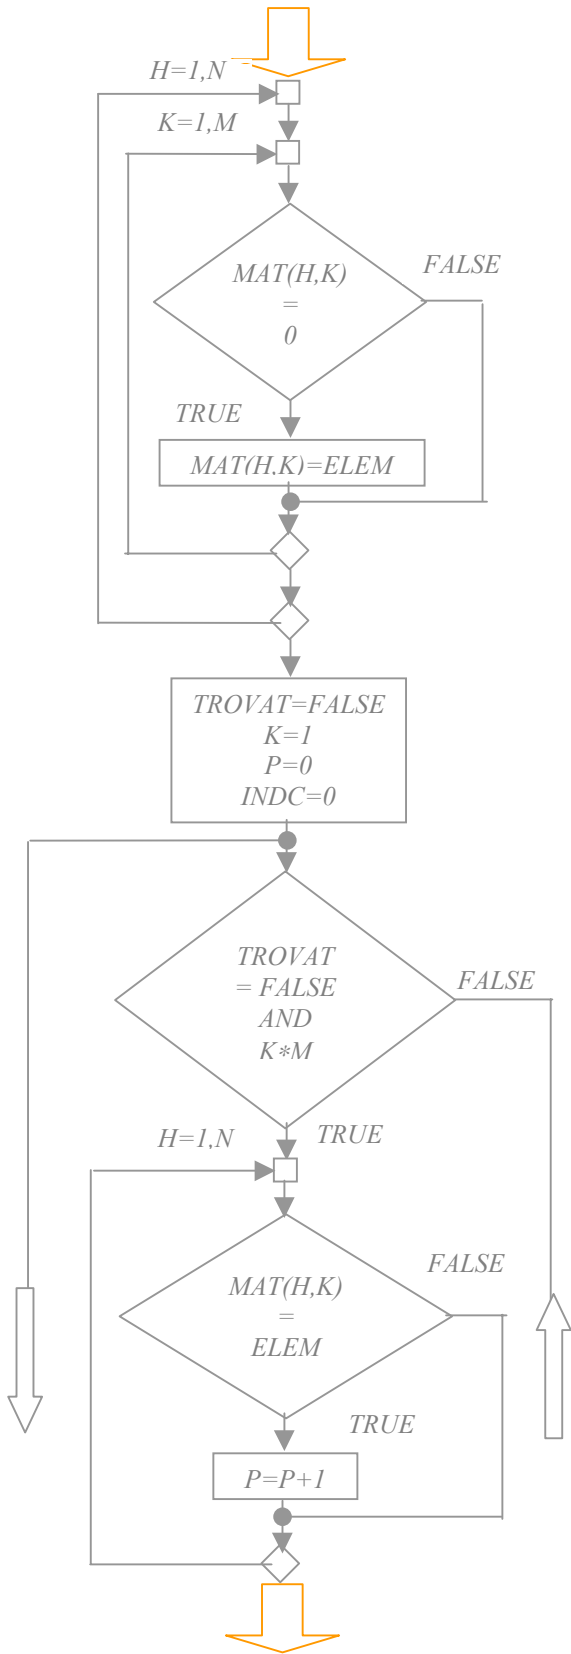 H=1,N
K=1,M
FALSE
MAT(H,K)
=
0
TRUE
MAT(H,K)=ELEM
TROVAT=FALSE
K=1
P=0
INDC=0
TROVAT
= FALSE
AND
K*M
FALSE
H=1,N
TRUE
FALSE
MAT(H,K)
=
ELEM
TRUE
P=P+1